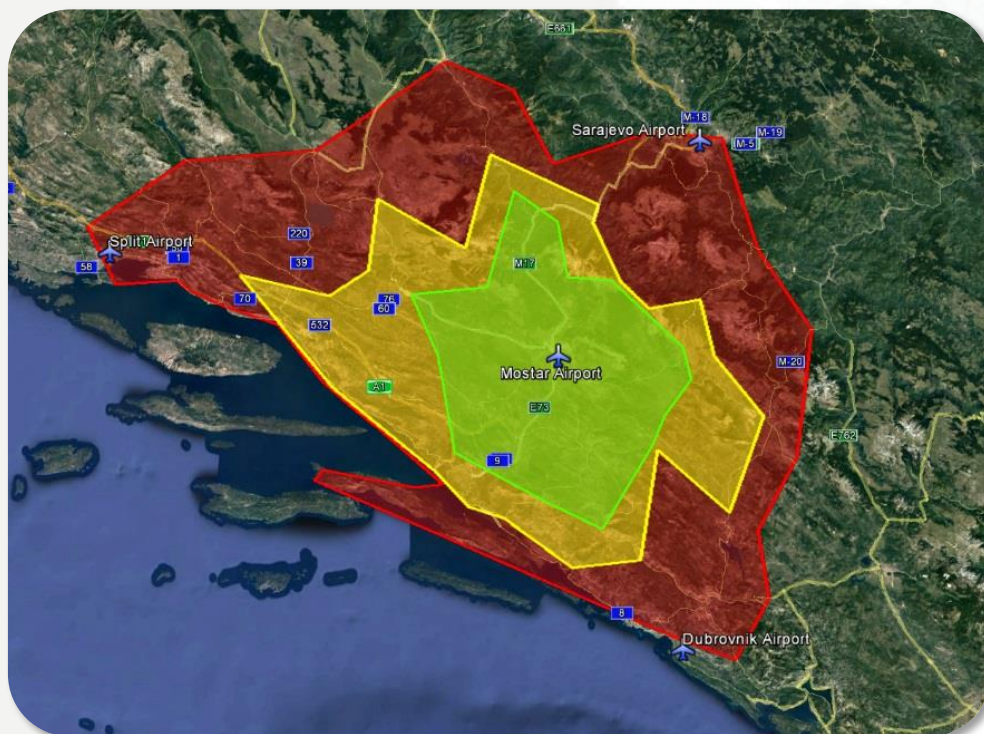 E661
M-18
Sarajevo Airport
M-19
M-5
220
Split Airport
1
58
39
M17
70
76
60
532
M-20
Mostar Airport
A1
E73
E762
9
8
Dubrovnik Airport